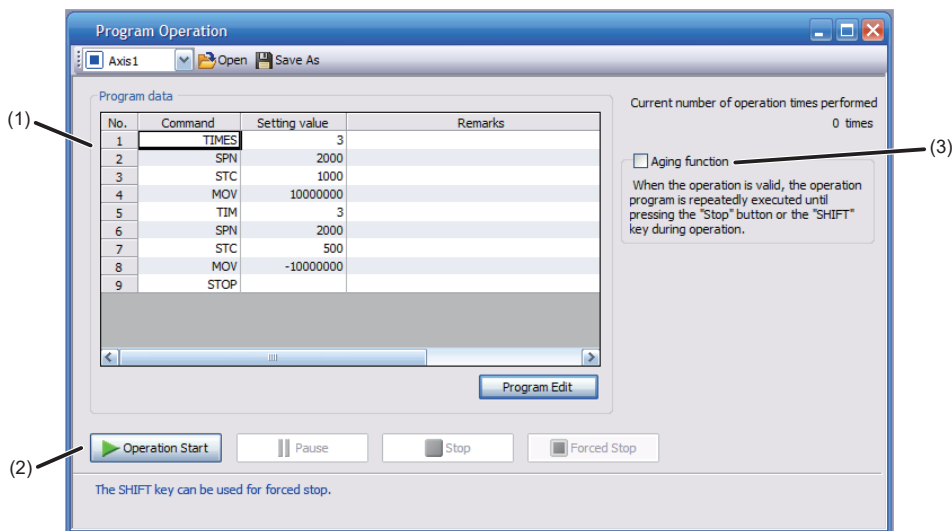 Program Operation
Axis1 Open Save As
Program data
Current number of operation times performed
0 times
(1)
No. Command Setting value Remarks
1 TIMES 3
2 SPN 2000
3 STC 1000
4 MOV 10000000
5 TIM 3
6 SPN 2000
7 STC 500
8 MOV -10000000
9 STOP
Aging function
(3)
When the operation is valid, the operation
program is repeatedly executed until
pressing the "Stop" button or the "SHIFT"
key during operation.
Program Edit
(2)
Operation Start Pause Stop Forced Stop
The SHIFT key can be used for forced stop.